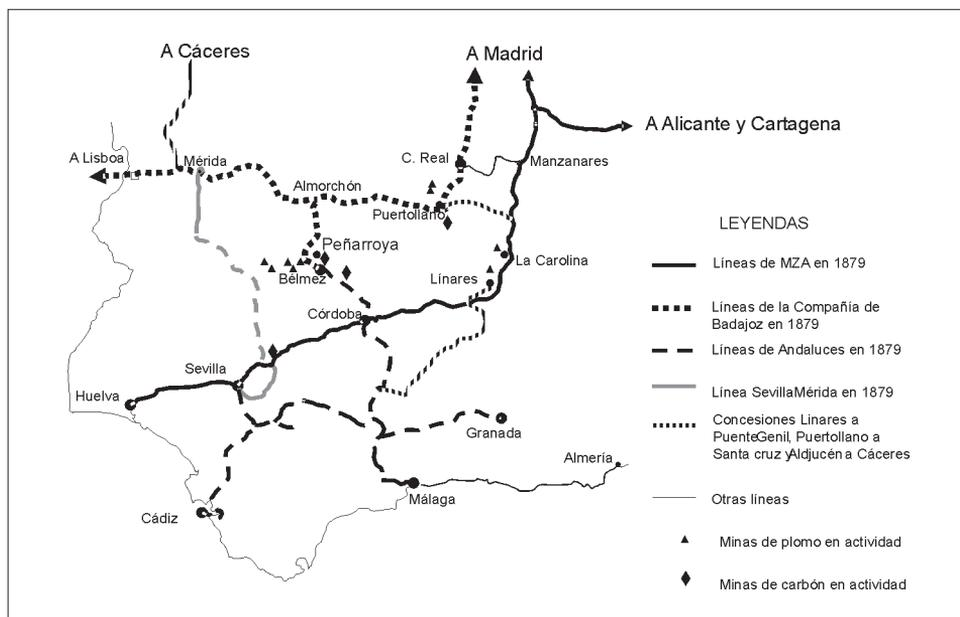 A Cáceres
A Madrid
A Alicante y Cartagena
A Lisboa
Mérida
C. Real
Manzanares
Almorchón
Puertollano
Peñarroya
La Carolina
Bélmez
Línares
Córdoba
Sevilla
Huelva
Granada
Almería
Málaga
Cádiz
LEYENDAS
Líneas de MZA en 1879
Líneas de la Compañía de
Badajoz en 1879
Líneas de Andaluces en 1879
Línea SevillaMérida en 1879
Concesiones Linares a
PuenteGenil, Puertollano a
Santa cruz yAldjucén a Cáceres
Otras líneas
Minas de plomo en actividad
Minas de carbón en actividad